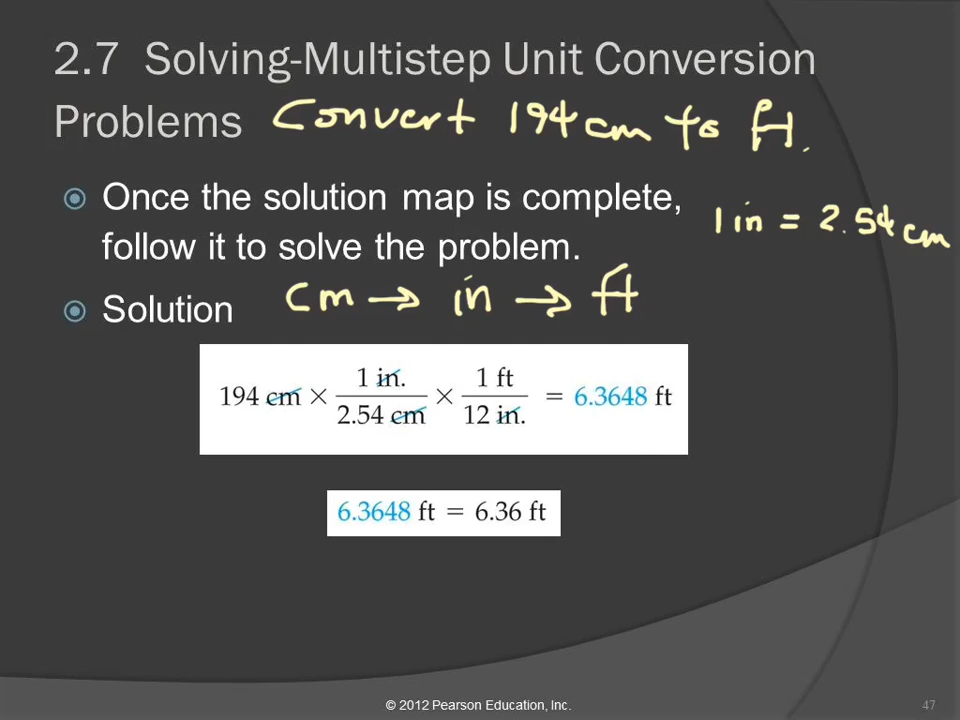 2.7 Solving-Multistep Unit Conversion
Problems Convert 194 cm to ft.
Once the solution map is complete,
1 in = 2.54 cm
follow it to solve the problem.
Solution cm → in → ft
194 cm × 1 in. / 2.54 cm × 1 ft / 12 in. = 6.3648 ft
6.3648 ft = 6.36 ft
© 2012 Pearson Education, Inc.
47